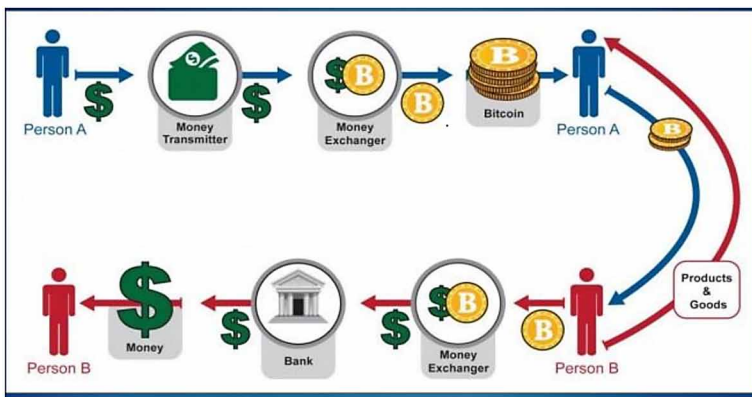 $
$
$
B
B
B
B
Person A
Money
Transmitter
$
Money
Exchanger
Bitcoin
Person A
Products
&
Goods
$
$
B
$
$
B
Person B
Money
Bank
Money
Exchanger
Person B